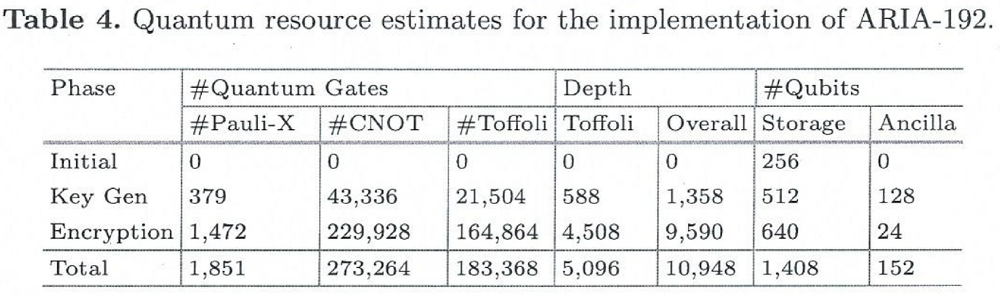 Table 4. Quantum resource estimates for the implementation of ARIA-192.
Phase #Quantum Gates Depth #Qubits
#Pauli-X #CNOT #Toffoli Toffoli Overall Storage Ancilla
Initial 0 0 0 0 0 256 0
Key Gen 379 43,336 21,504 588 1,358 512 128
Encryption 1,472 229,928 164,864 4,508 9,590 640 24
Total 1,851 273,264 183,368 5,096 10,948 1,408 152